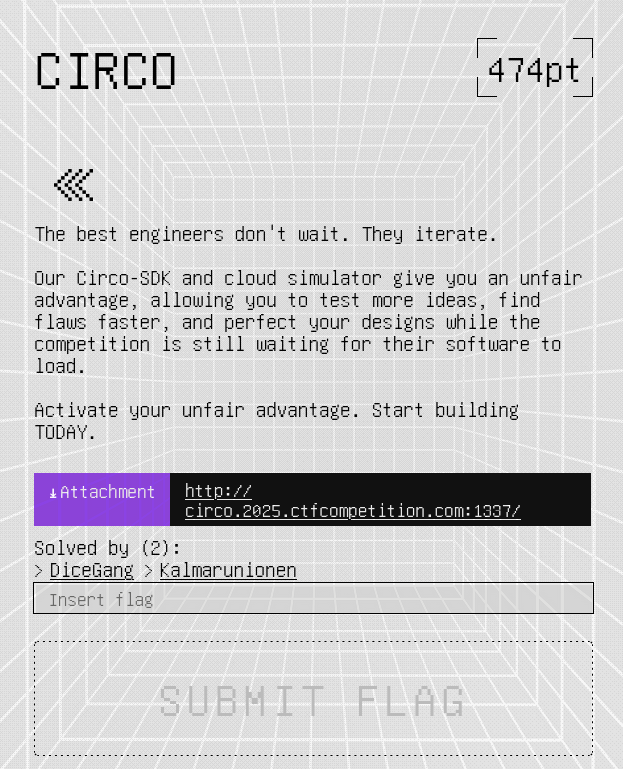 CIRCO
474pt
The best engineers don't wait. They iterate.
Our Circo-SDK and cloud simulator give you an unfair
advantage, allowing you to test more ideas, find
flaws faster, and perfect your designs while the
competition is still waiting for their software to
load.
Activate your unfair advantage. Start building
TODAY.
Attachment
http://
circo.2025.ctfcompetition.com:1337/
Solved by (2):
> DiceGang > Kalmarunionen
Insert flag
SUBMIT FLAG